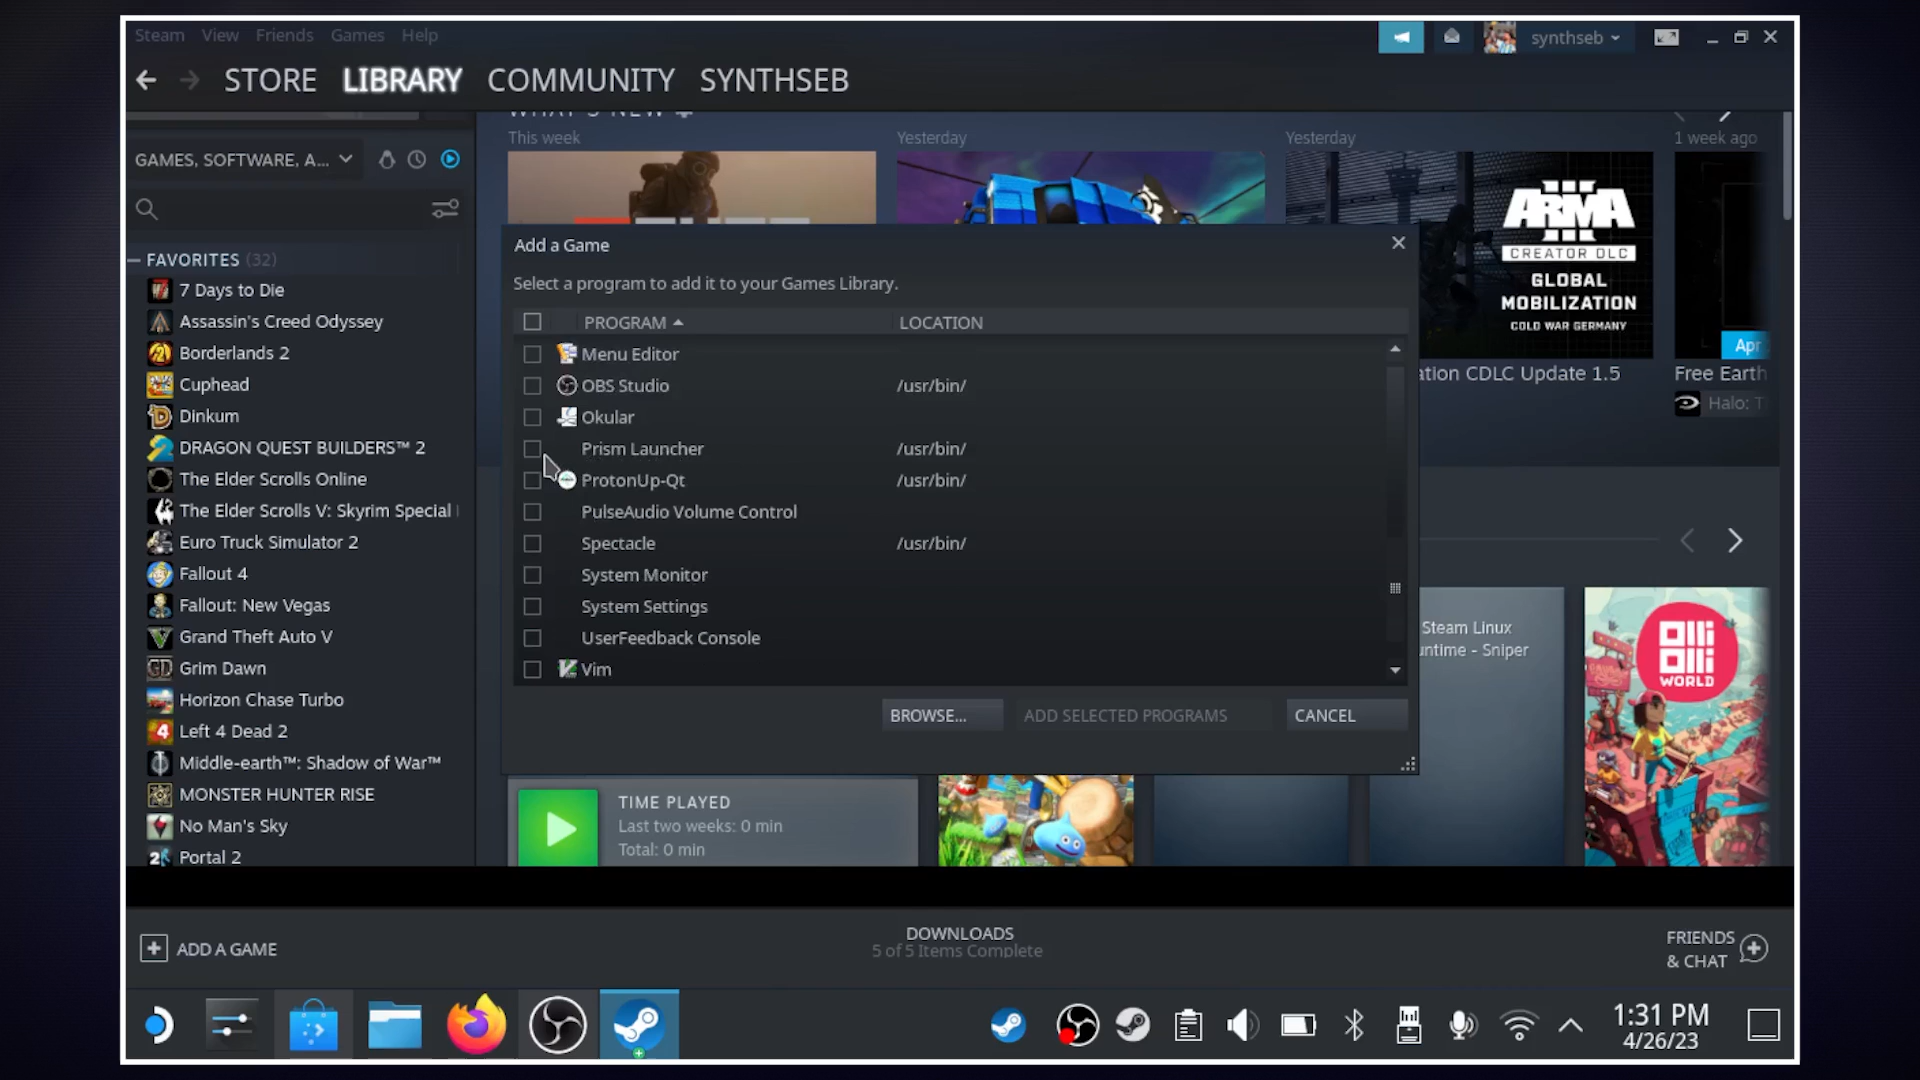 Steam View Friends Games Help
synthseb
STORE LIBRARY COMMUNITY SYNTHSEB
WHAT'S NEW
This week
Yesterday
Yesterday
1 week ago
GAMES, SOFTWARE, A...
FAVORITES (32)
7 Days to Die
Assassin's Creed Odyssey
Borderlands 2
Cuphead
Dinkum
DRAGON QUEST BUILDERS™ 2
The Elder Scrolls Online
The Elder Scrolls V: Skyrim Special
Euro Truck Simulator 2
Fallout 4
Fallout: New Vegas
Grand Theft Auto V
Grim Dawn
Horizon Chase Turbo
Left 4 Dead 2
Middle-earth™: Shadow of War™
MONSTER HUNTER RISE
No Man's Sky
Portal 2
Add a Game
Select a program to add it to your Games Library.
PROGRAM LOCATION
Menu Editor
OBS Studio /usr/bin/
Okular
Prism Launcher /usr/bin/
ProtonUp-Qt /usr/bin/
PulseAudio Volume Control
Spectacle /usr/bin/
System Monitor
System Settings
UserFeedback Console
Vim
BROWSE... ADD SELECTED PROGRAMS CANCEL
ARMA
III
CREATOR DLC
GLOBAL
MOBILIZATION
COLD WAR GERMANY
ation CDLC Update 1.5
Apr
Free Earth
Halo: T
Steam Linux
untime - Sniper
OlliOlli
WORLD
TIME PLAYED
Last two weeks: 0 min
Total: 0 min
ADD A GAME
DOWNLOADS
5 of 5 Items Complete
FRIENDS
& CHAT
1:31 PM
4/26/23